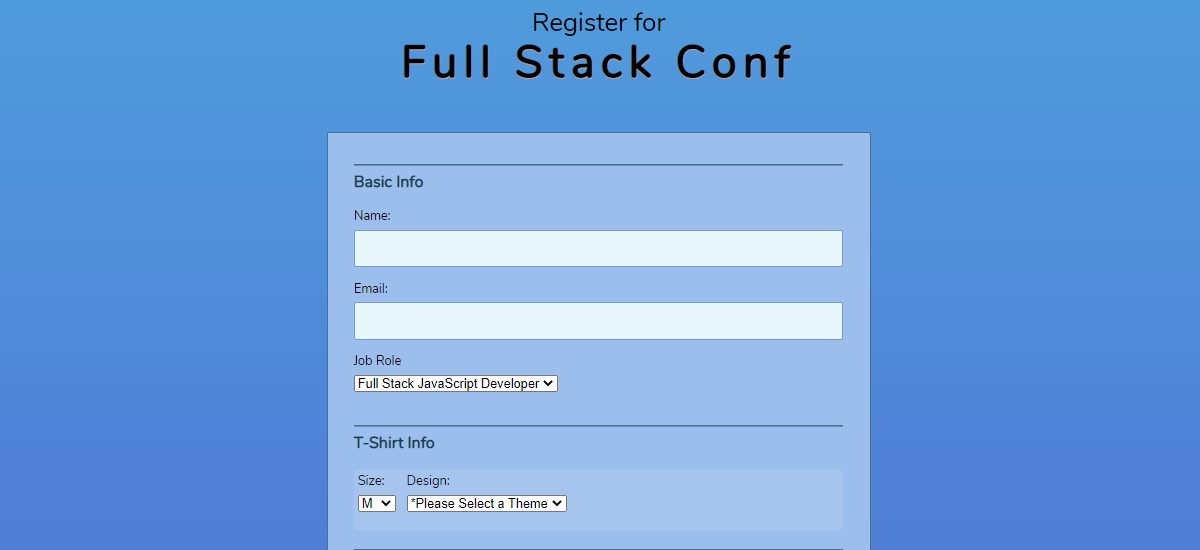 Register for
Full Stack Conf
Basic Info
Name:
Email:
Job Role
Full Stack JavaScript Developer
T-Shirt Info
Size: Design:
M *Please Select a Theme